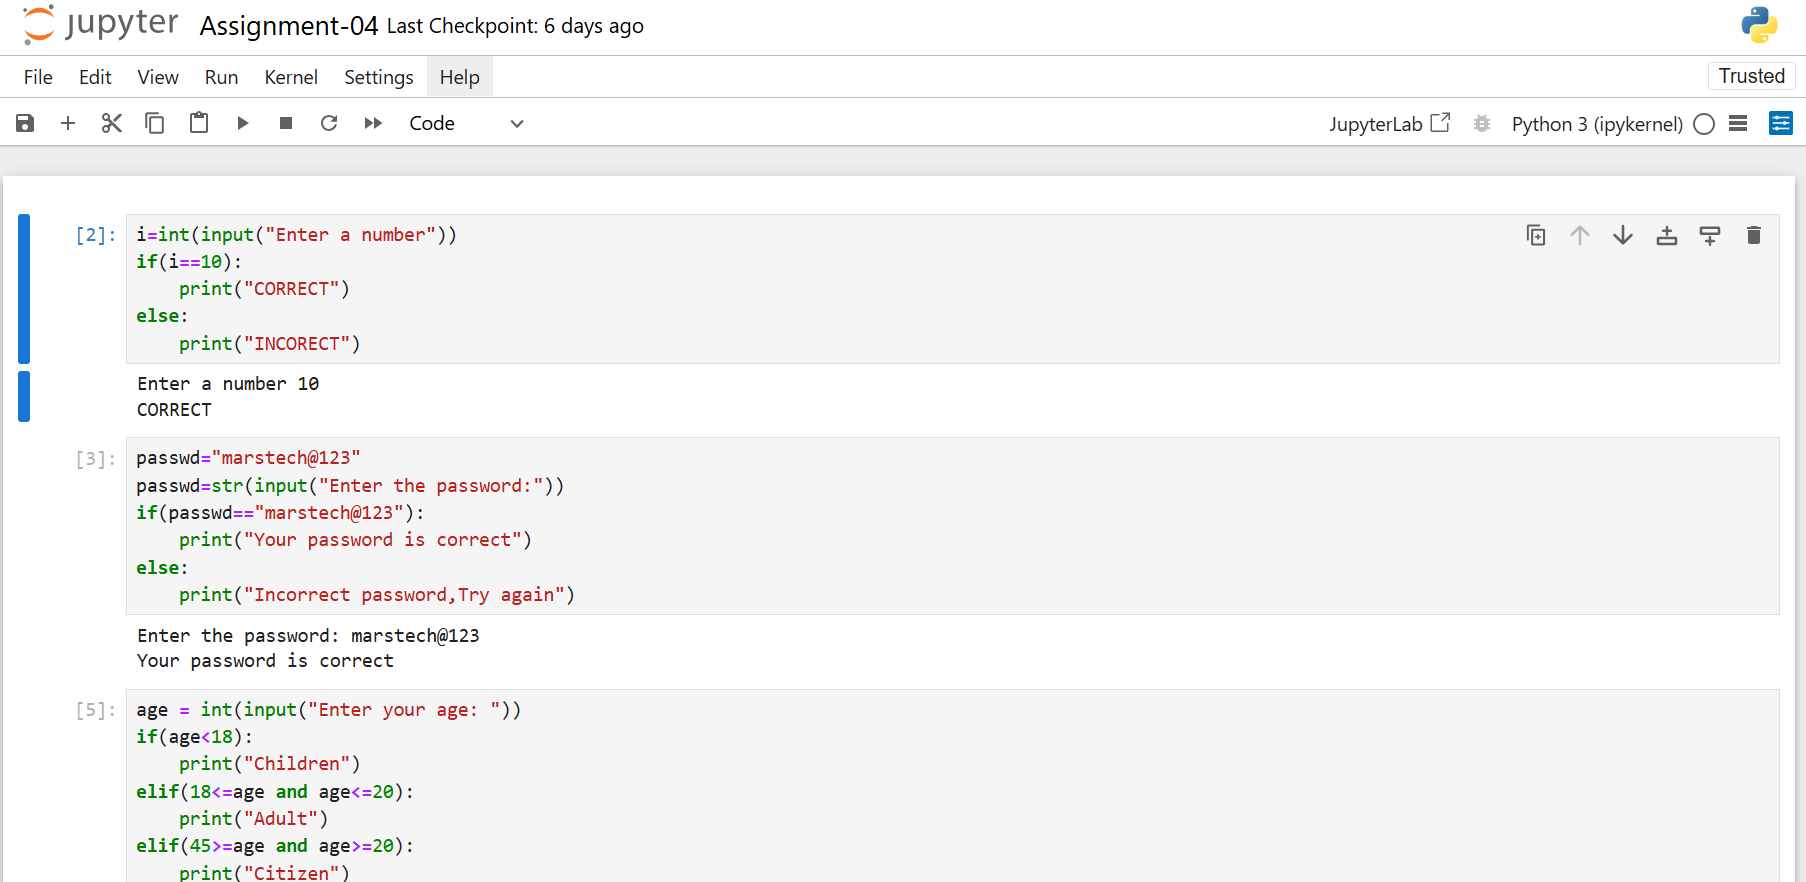 jupyter Assignment-04 Last Checkpoint: 6 days ago
File Edit View Run Kernel Settings Help Trusted
Code JupyterLab Python 3 (ipykernel)
[2]: i=int(input("Enter a number"))
if(i==10):
    print("CORRECT")
else:
    print("INCORECT")
Enter a number 10
CORRECT
[3]: passwd="marstech@123"
passwd=str(input("Enter the password:"))
if(passwd=="marstech@123"):
    print("Your password is correct")
else:
    print("Incorrect password,Try again")
Enter the password: marstech@123
Your password is correct
[5]: age = int(input("Enter your age: "))
if(age<18):
    print("Children")
elif(18<=age and age<=20):
    print("Adult")
elif(45>=age and age>=20):
    print("Citizen")